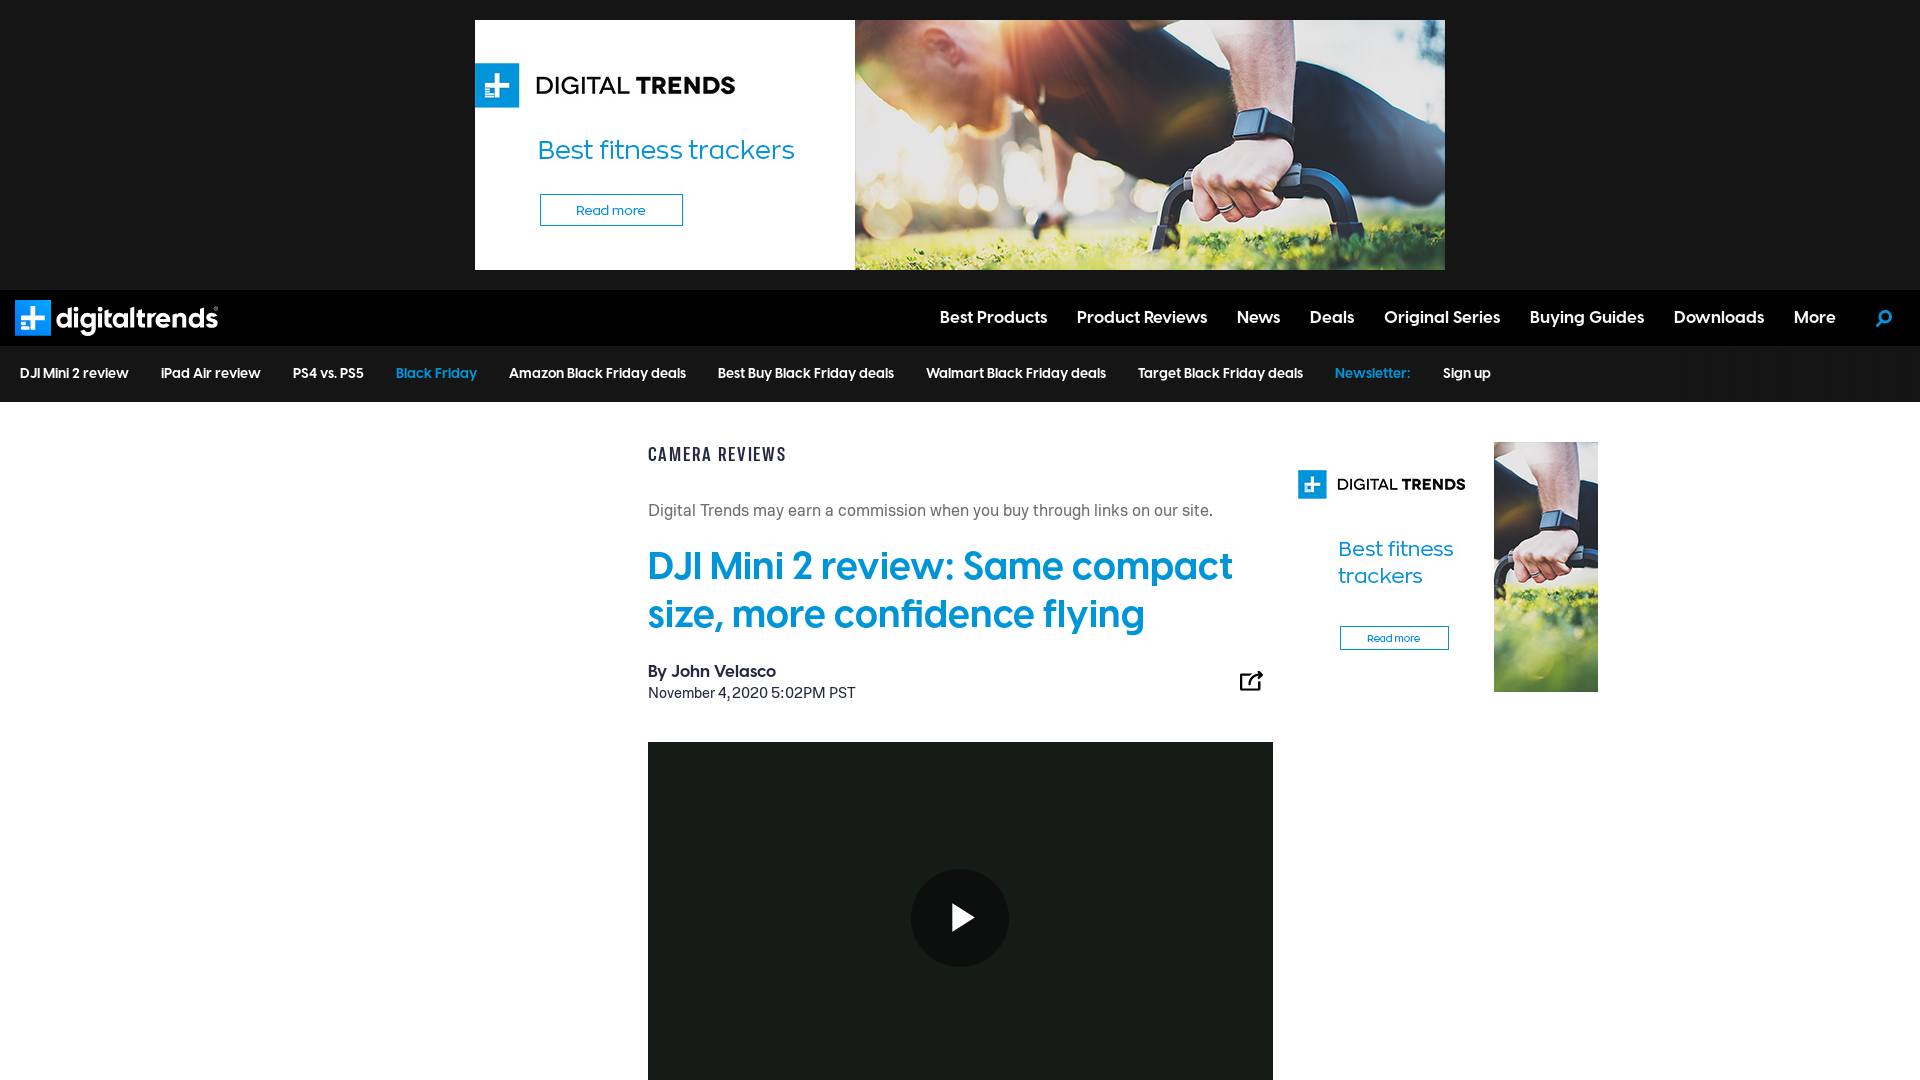 DIGITAL TRENDS
Best fitness trackers
Read more
digitaltrends®
Best Products
Product Reviews
News
Deals
Original Series
Buying Guides
Downloads
More
DJI Mini 2 review
iPad Air review
PS4 vs. PS5
Black Friday
Amazon Black Friday deals
Best Buy Black Friday deals
Walmart Black Friday deals
Target Black Friday deals
Newsletter:
Sign up
CAMERA REVIEWS
Digital Trends may earn a commission when you buy through links on our site.
DJI Mini 2 review: Same compact
size, more confidence flying
By John Velasco
November 4, 2020 5:02PM PST
DIGITAL TRENDS
Best fitness
trackers
Read more